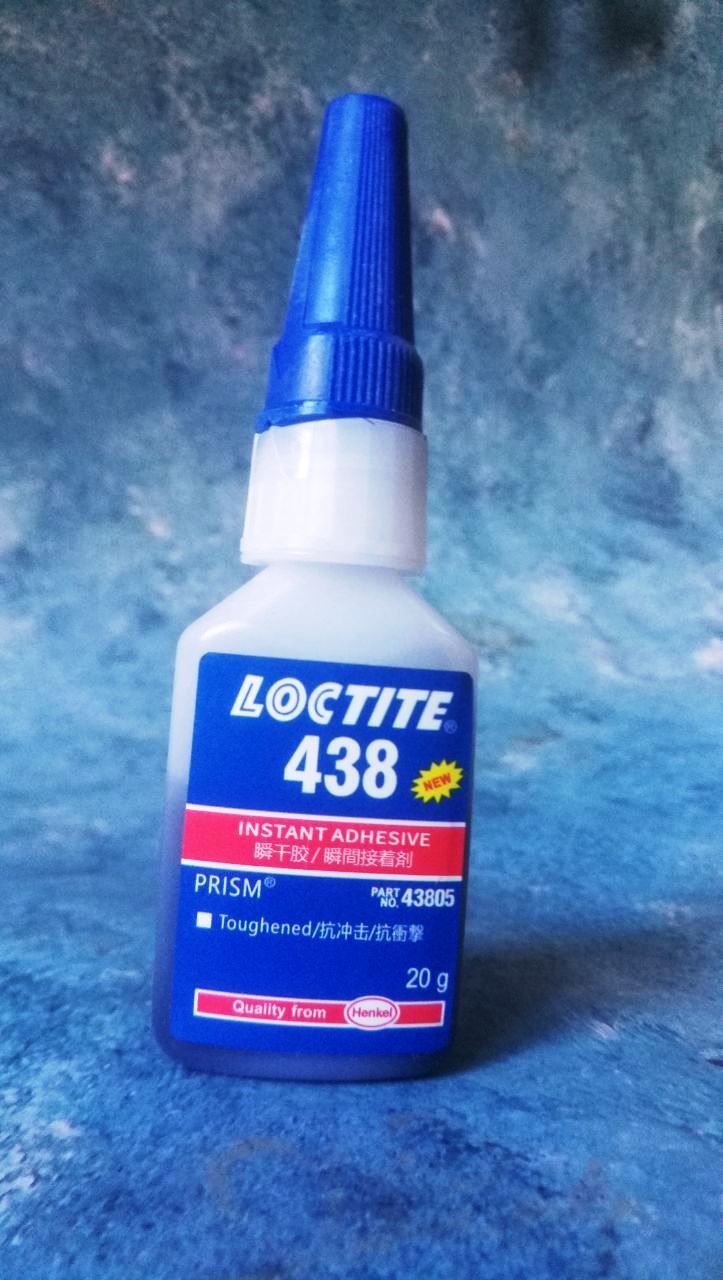 LOCTITE®
438
NEW
INSTANT ADHESIVE
瞬干胶/瞬間接着剤
PRISM®
PART NO. 43805
Toughened/抗冲击/抗衝撃
20 g
Quality from Henkel